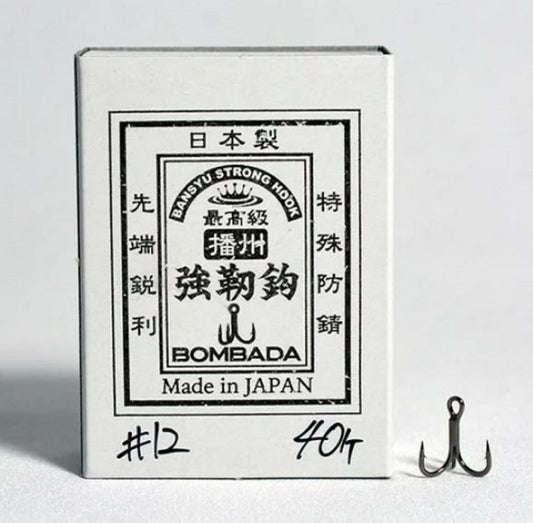 日本製
BANSYU STRONG HOOK
最高級
播州
強靭鈎
BOMBADA
Made in JAPAN
先端鋭利
特殊防錆
#12
40ケ